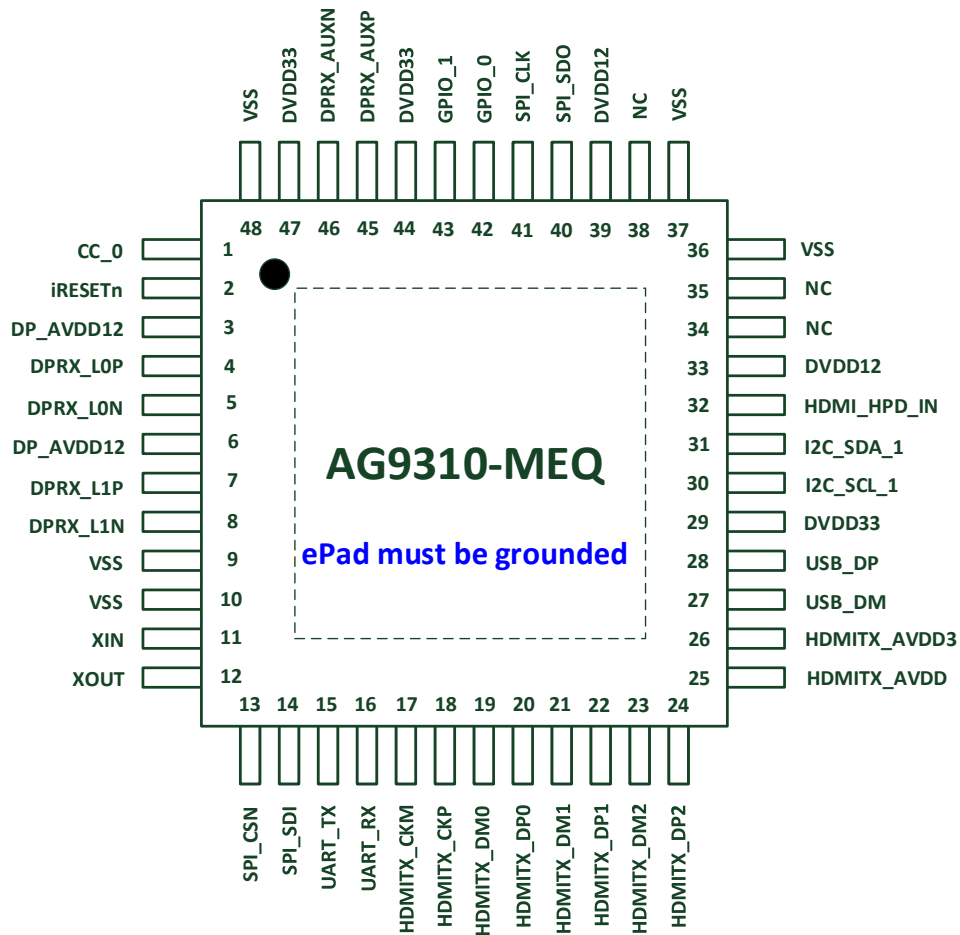 VSS
DVDD33
DPRX_AUXN
DPRX_AUXP
DVDD33
GPIO_1
GPIO_0
SPI_CLK
SPI_SDO
DVDD12
NC
VSS
48 47 46 45 44 43 42 41 40 39 38 37
CC_0 1
iRESETn 2
DP_AVDD12 3
DPRX_L0P 4
DPRX_L0N 5
DP_AVDD12 6
DPRX_L1P 7
DPRX_L1N 8
VSS 9
VSS 10
XIN 11
XOUT 12
AG9310-MEQ
ePad must be grounded
36 VSS
35 NC
34 NC
33 DVDD12
32 HDMI_HPD_IN
31 I2C_SDA_1
30 I2C_SCL_1
29 DVDD33
28 USB_DP
27 USB_DM
26 HDMITX_AVDD3
25 HDMITX_AVDD
13 14 15 16 17 18 19 20 21 22 23 24
SPI_CSN
SPI_SDI
UART_TX
UART_RX
HDMITX_CKM
HDMITX_CKP
HDMITX_DM0
HDMITX_DP0
HDMITX_DM1
HDMITX_DP1
HDMITX_DM2
HDMITX_DP2